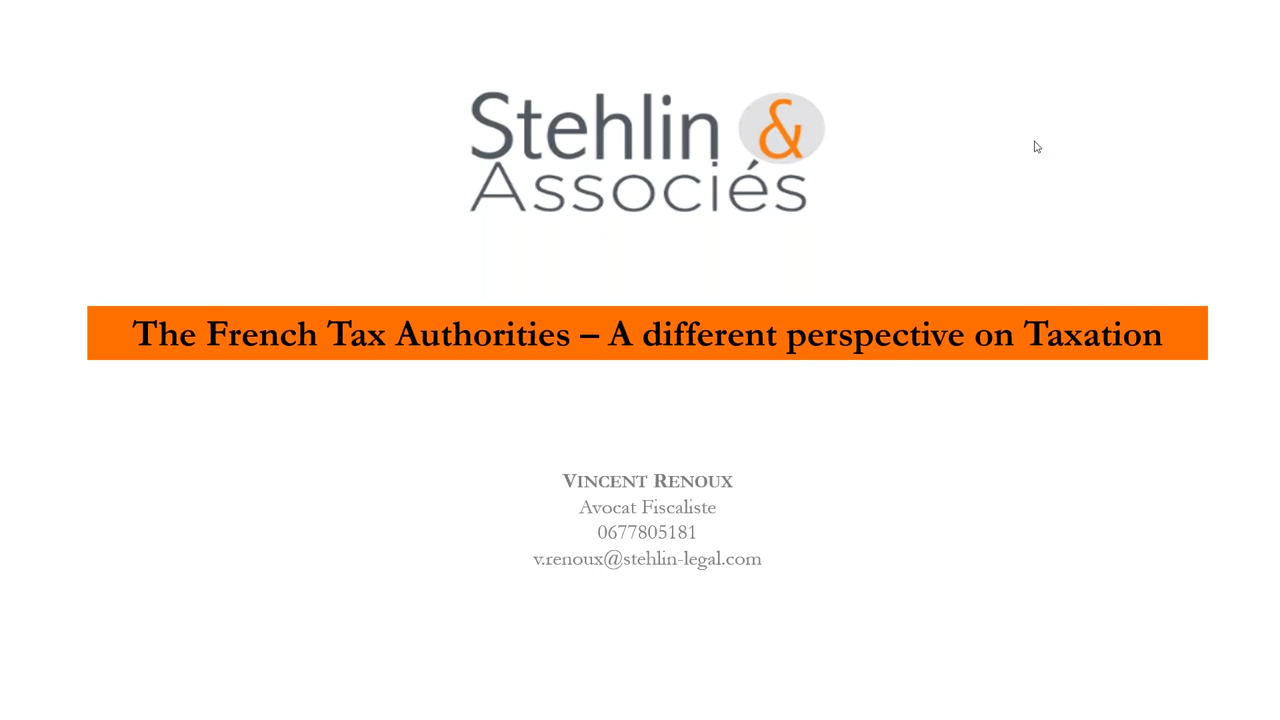 Stehlin &
Associés
The French Tax Authorities – A different perspective on Taxation
VINCENT RENOUX
Avocat Fiscaliste
0677805181
v.renoux@stehlin-legal.com